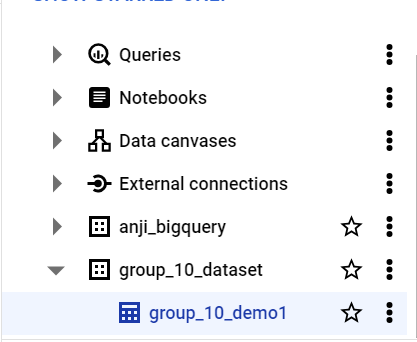 Queries
Notebooks
Data canvases
External connections
anji_bigquery
group_10_dataset
group_10_demo1